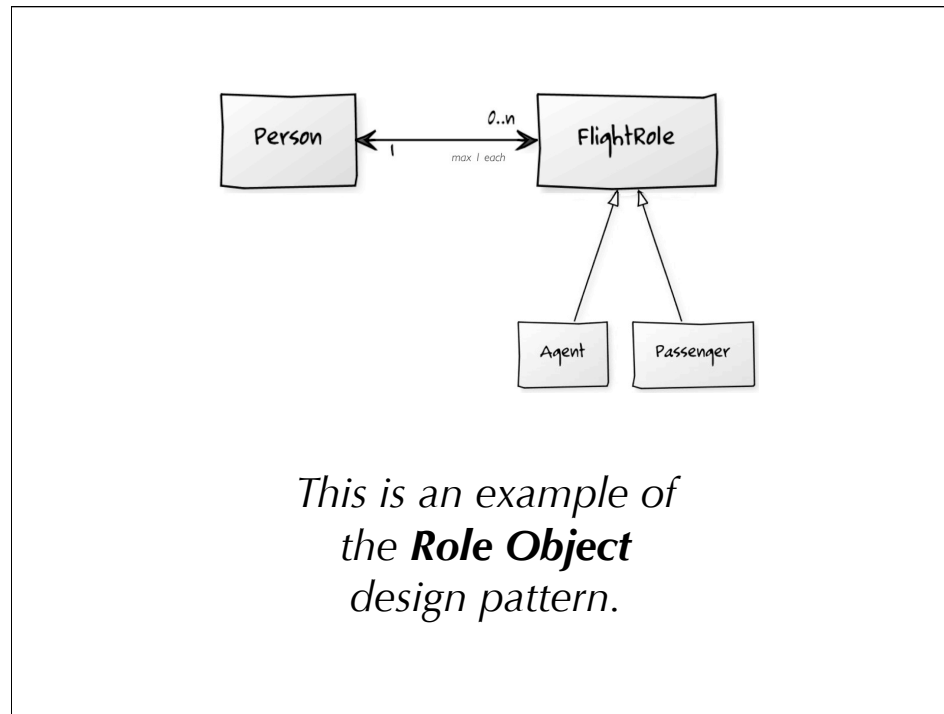 0..n
Person
FlightRole
1
max 1 each
Agent
Passenger
This is an example of
the Role Object
design pattern.